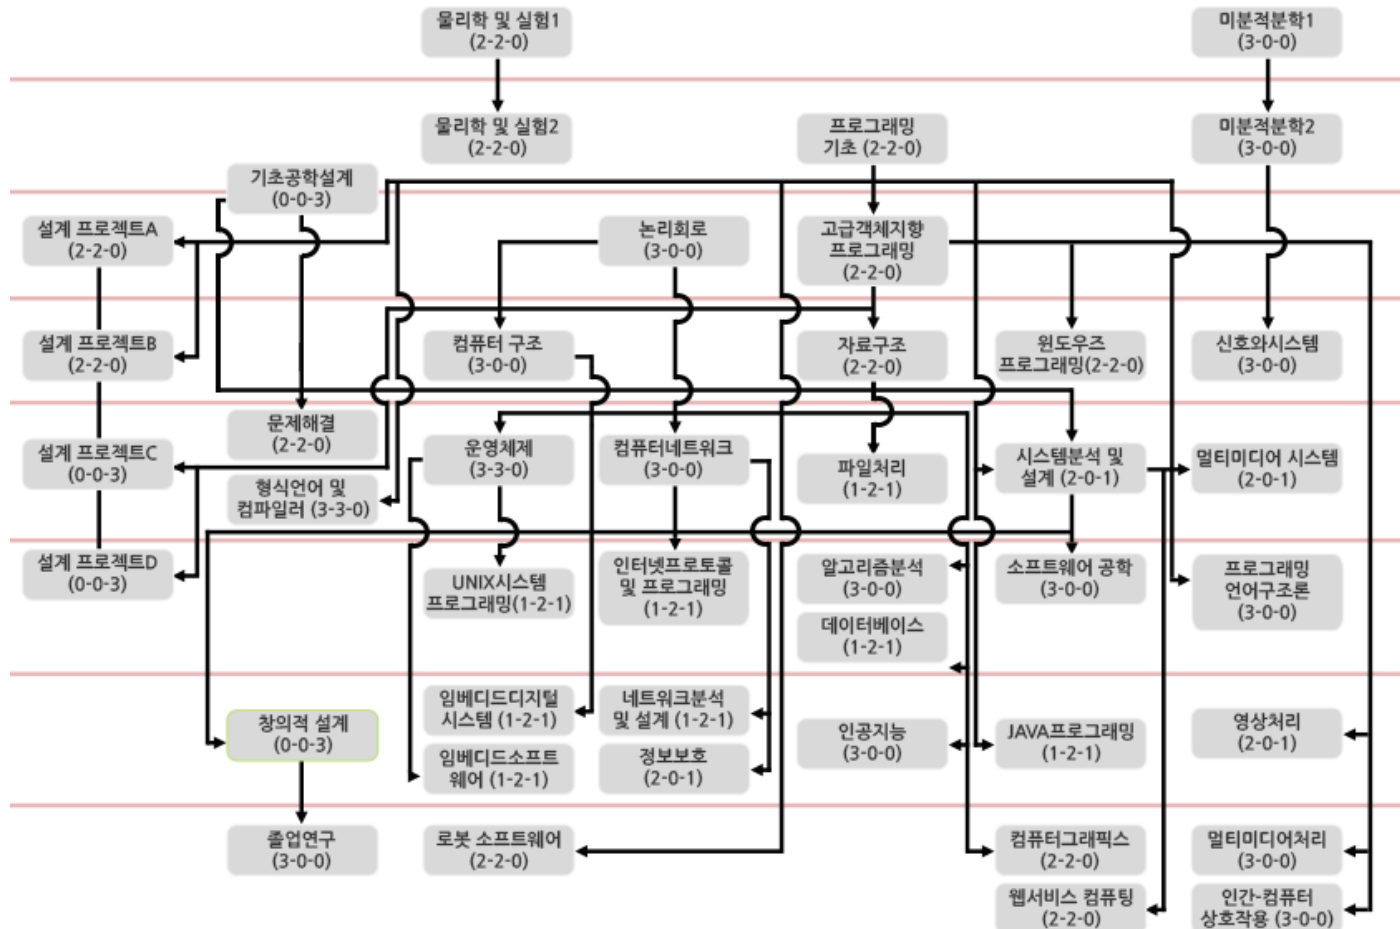 물리학 및 실험1
(2-2-0)
미분적분학1
(3-0-0)
물리학 및 실험2
(2-2-0)
프로그래밍
기초 (2-2-0)
미분적분학2
(3-0-0)
기초공학설계
(0-0-3)
설계 프로젝트A
(2-2-0)
논리회로
(3-0-0)
고급객체지향
프로그래밍
(2-2-0)
설계 프로젝트B
(2-2-0)
컴퓨터 구조
(3-0-0)
자료구조
(2-2-0)
윈도우즈
프로그래밍(2-2-0)
신호와시스템
(3-0-0)
문제해결
(2-2-0)
설계 프로젝트C
(0-0-3)
운영체제
(3-3-0)
컴퓨터네트워크
(3-0-0)
파일처리
(1-2-1)
시스템분석 및
설계 (2-0-1)
멀티미디어 시스템
(2-0-1)
형식언어 및
컴파일러 (3-3-0)
설계 프로젝트D
(0-0-3)
UNIX시스템
프로그래밍(1-2-1)
인터넷프로토콜
및 프로그래밍
(1-2-1)
알고리즘분석
(3-0-0)
소프트웨어 공학
(3-0-0)
프로그래밍
언어구조론
(3-0-0)
데이터베이스
(1-2-1)
창의적 설계
(0-0-3)
임베디드디지털
시스템 (1-2-1)
네트워크분석
및 설계 (1-2-1)
인공지능
(3-0-0)
JAVA프로그래밍
(1-2-1)
영상처리
(2-0-1)
임베디드소프트
웨어 (1-2-1)
정보보호
(2-0-1)
졸업연구
(3-0-0)
로봇 소프트웨어
(2-2-0)
컴퓨터그래픽스
(2-2-0)
멀티미디어처리
(3-0-0)
웹서비스 컴퓨팅
(2-2-0)
인간-컴퓨터
상호작용 (3-0-0)